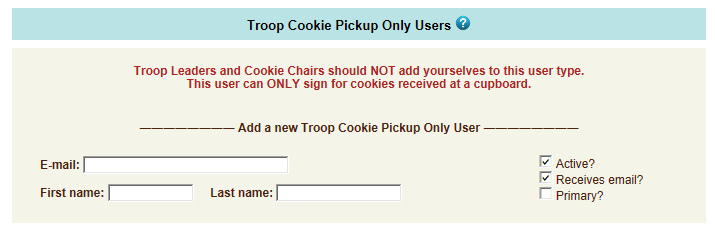 Troop Cookie Pickup Only Users ?
Troop Leaders and Cookie Chairs should NOT add yourselves to this user type.
This user can ONLY sign for cookies received at a cupboard.
———————— Add a new Troop Cookie Pickup Only User ————————
E-mail:
Active?
Receives email?
First name: Last name:
Primary?